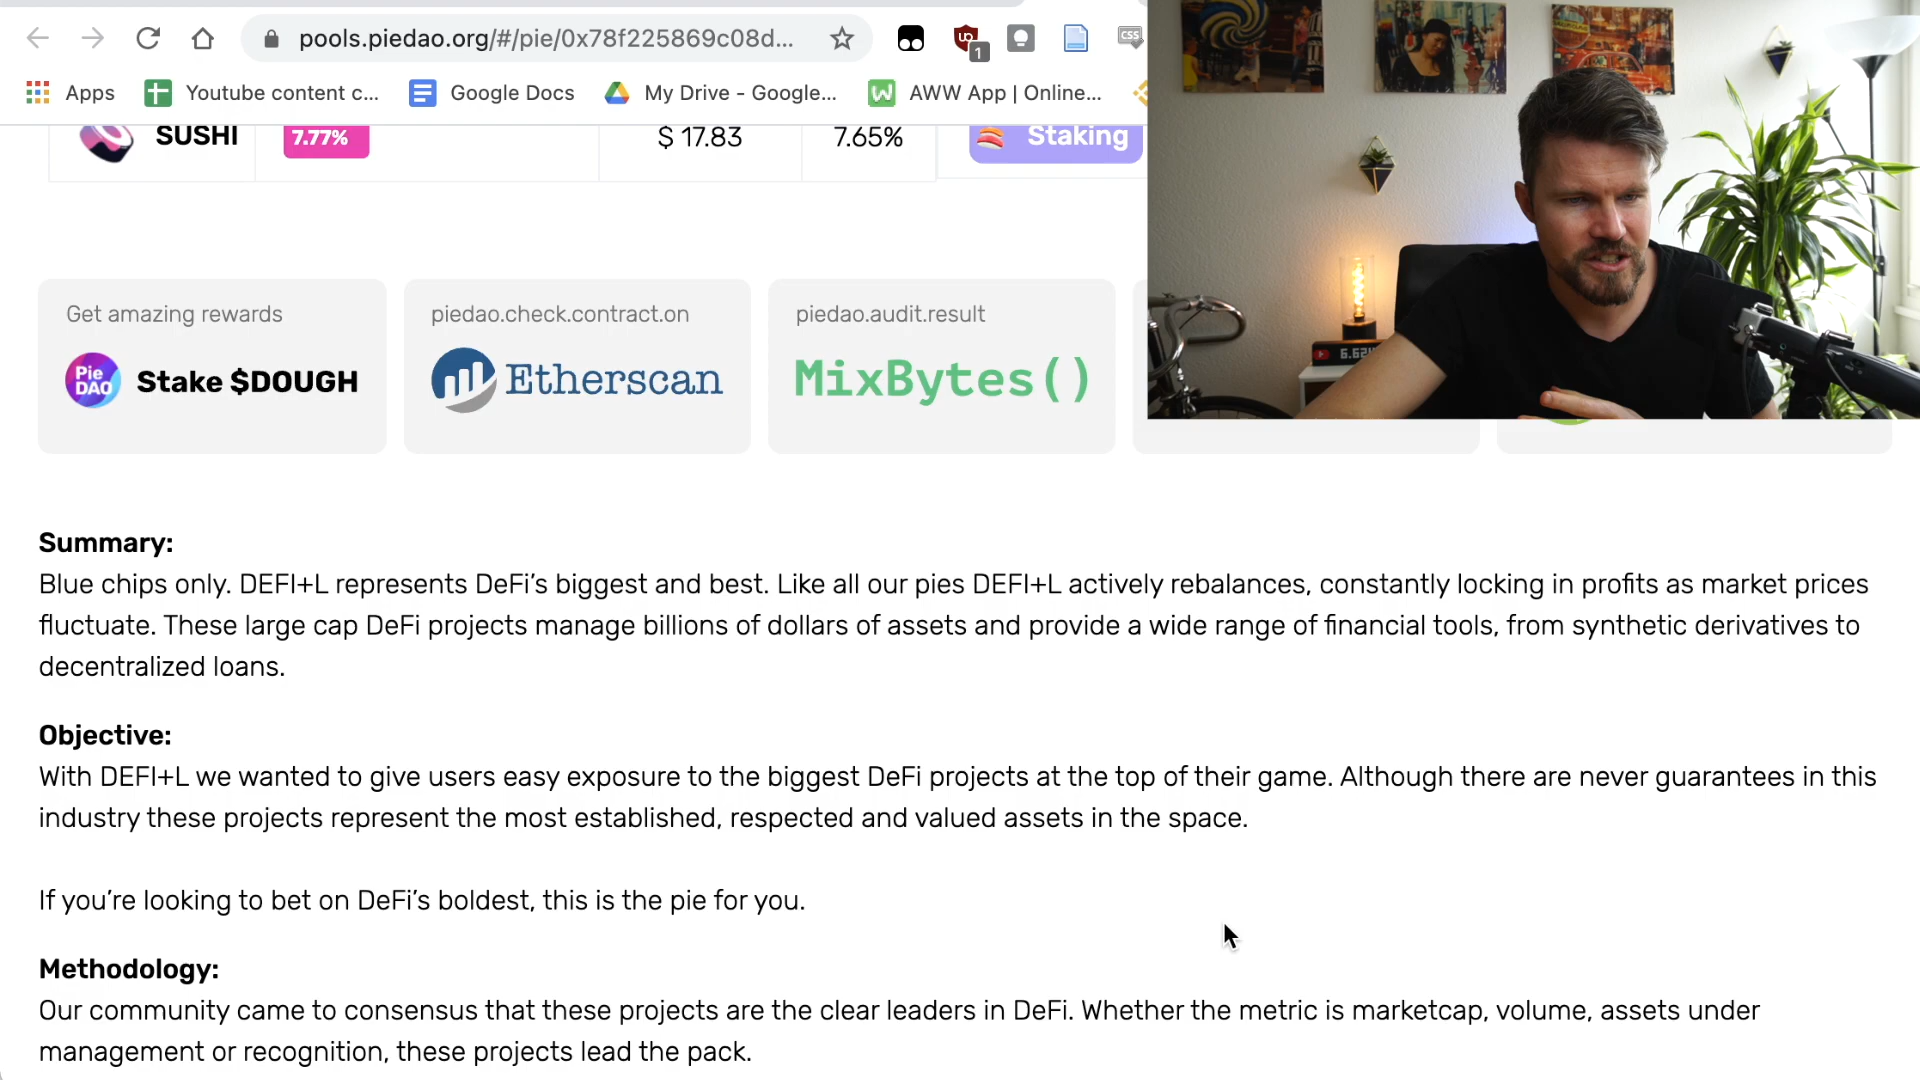 pools.piedao.org/#/pie/0x78f225869c08d...
1
CSS
Apps
Youtube content c...
Google Docs
My Drive - Google...
AWW App | Online...
SUSHI
7.77%
$ 17.83
7.65%
Staking
Get amazing rewards
Pie DAO
Stake $DOUGH
piedao.check.contract.on
Etherscan
piedao.audit.result
MixBytes()
Summary:
Blue chips only. DEFI+L represents DeFi's biggest and best. Like all our pies DEFI+L actively rebalances, constantly locking in profits as market prices
fluctuate. These large cap DeFi projects manage billions of dollars of assets and provide a wide range of financial tools, from synthetic derivatives to
decentralized loans.
Objective:
With DEFI+L we wanted to give users easy exposure to the biggest DeFi projects at the top of their game. Although there are never guarantees in this
industry these projects represent the most established, respected and valued assets in the space.
If you're looking to bet on DeFi's boldest, this is the pie for you.
Methodology:
Our community came to consensus that these projects are the clear leaders in DeFi. Whether the metric is marketcap, volume, assets under
management or recognition, these projects lead the pack.